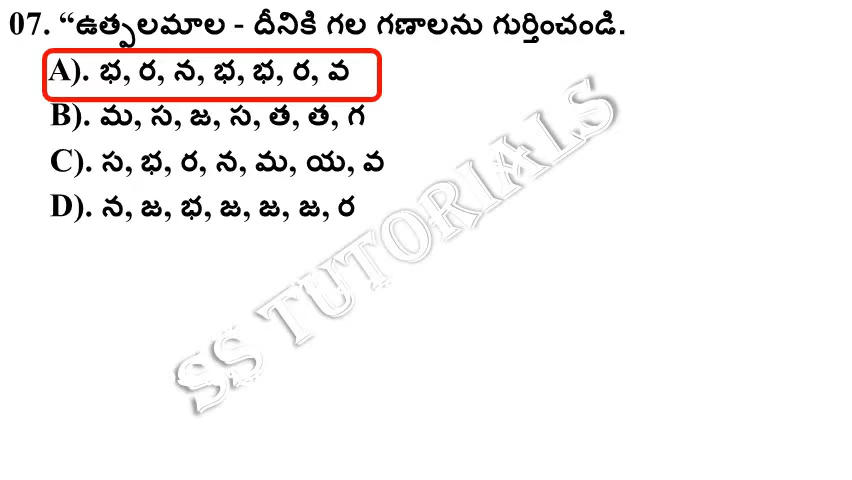 07. “ఉత్పలమాల - దీనికి గల గణాలను గుర్తించండి.
A). భ, ర, న, భ, భ, ర, వ
B). మ, స, జ, స, త, త, గ
C). స, భ, ర, న, మ, య, వ
D). న, జ, భ, జ, జ, జ, ర
SS TUTORIALS